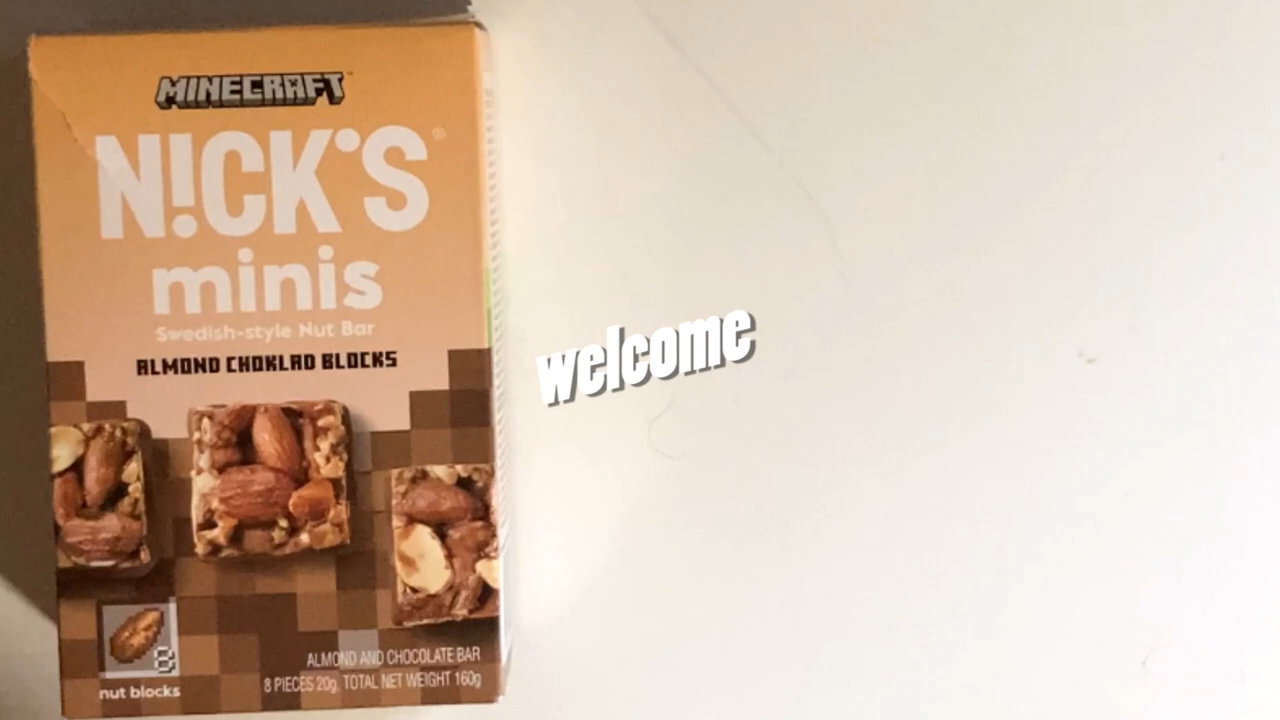 MINECRAFT™
N!CK'S®
minis
Swedish-style Nut Bar
ALMOND CHOKLAD BLOCKS
welcome
8
nut blocks
ALMOND AND CHOCOLATE BAR
8 PIECES 20g. TOTAL NET WEIGHT 160g